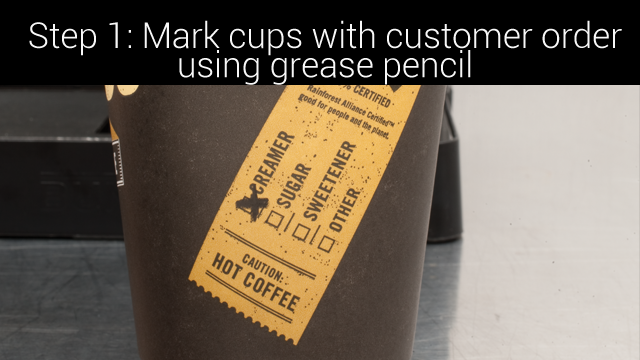 Step 1: Mark cups with customer order
using grease pencil
% CERTIFIED
Rainforest Alliance Certified™
good for people and the planet.
CREAMER
SUGAR
SWEETENER
OTHER
CAUTION:
HOT COFFEE